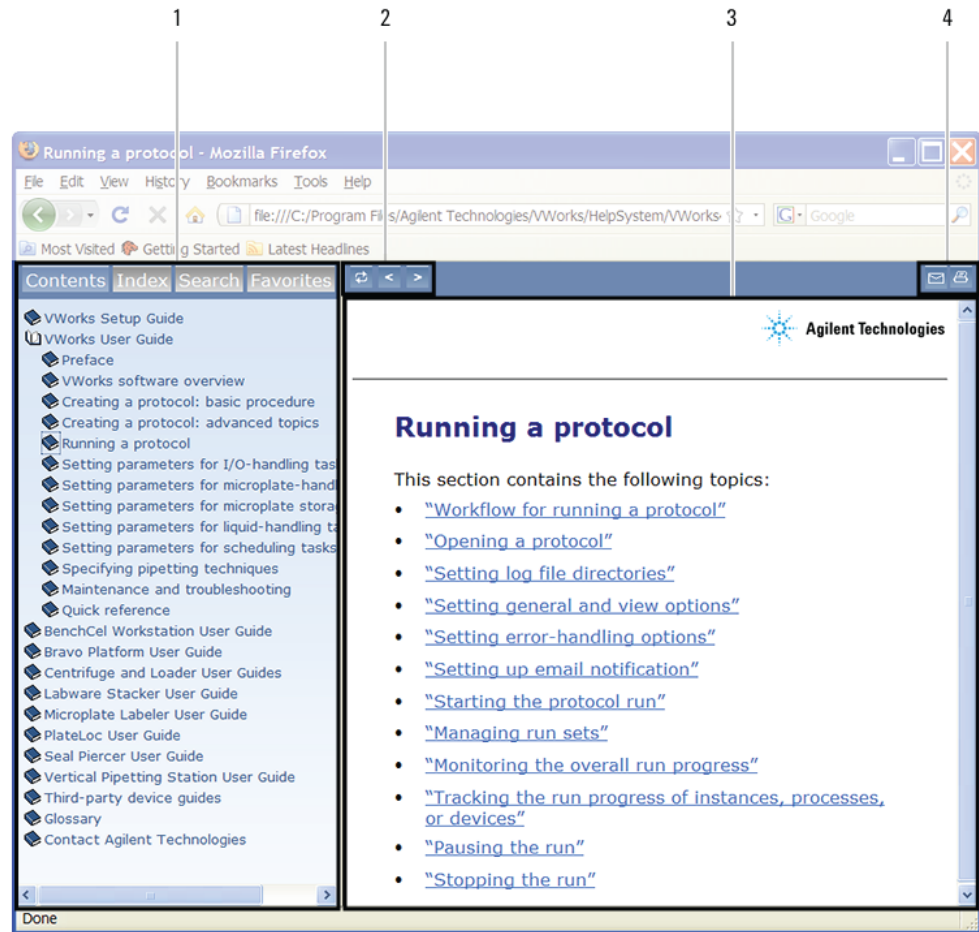 1 2 3 4
Running a protocol - Mozilla Firefox
File Edit View History Bookmarks Tools Help
file:///C:/Program Files/Agilent Technologies/VWorks/HelpSystem/VWorks- G Google
Most Visited Getting Started Latest Headlines
Contents Index Search Favorites < >
VWorks Setup Guide
VWorks User Guide
Preface
VWorks software overview
Creating a protocol: basic procedure
Creating a protocol: advanced topics
Running a protocol
Setting parameters for I/O-handling tas
Setting parameters for microplate-handl
Setting parameters for microplate stora
Setting parameters for liquid-handling ta
Setting parameters for scheduling tasks
Specifying pipetting techniques
Maintenance and troubleshooting
Quick reference
BenchCel Workstation User Guide
Bravo Platform User Guide
Centrifuge and Loader User Guides
Labware Stacker User Guide
Microplate Labeler User Guide
PlateLoc User Guide
Seal Piercer User Guide
Vertical Pipetting Station User Guide
Third-party device guides
Glossary
Contact Agilent Technologies
Agilent Technologies
Running a protocol
This section contains the following topics:
• "Workflow for running a protocol"
• "Opening a protocol"
• "Setting log file directories"
• "Setting general and view options"
• "Setting error-handling options"
• "Setting up email notification"
• "Starting the protocol run"
• "Managing run sets"
• "Monitoring the overall run progress"
• "Tracking the run progress of instances, processes,
or devices"
• "Pausing the run"
• "Stopping the run"
Done